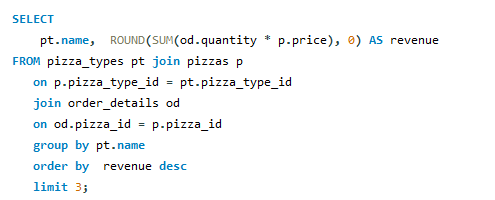 SELECT
pt.name,  ROUND(SUM(od.quantity * p.price), 0) AS revenue
FROM pizza_types pt join pizzas p
on p.pizza_type_id = pt.pizza_type_id
join order_details od
on od.pizza_id = p.pizza_id
group by pt.name
order by  revenue desc
limit 3;